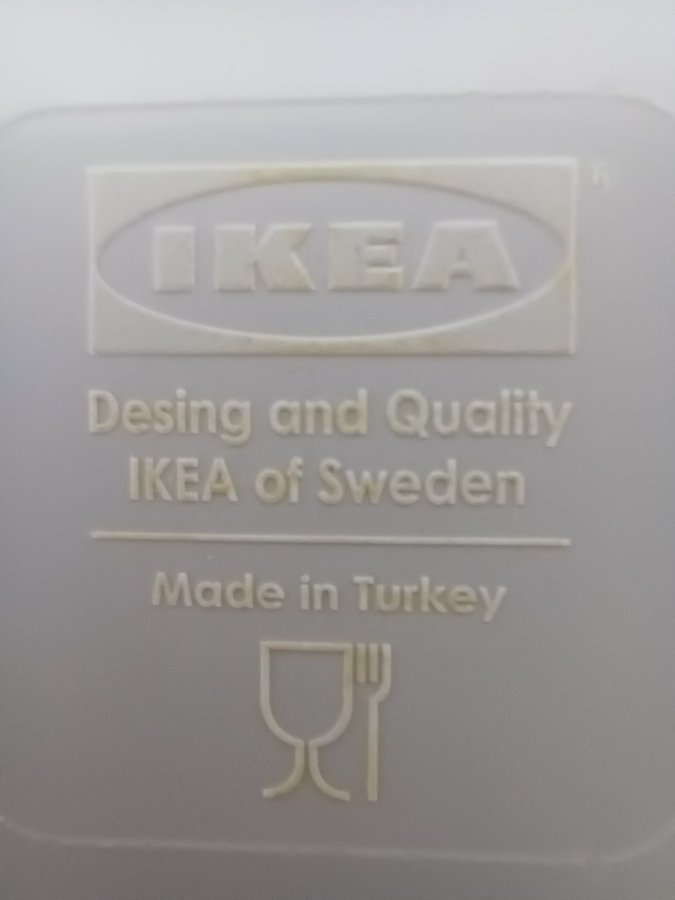 IKEA®
Desing and Quality
IKEA of Sweden
Made in Turkey